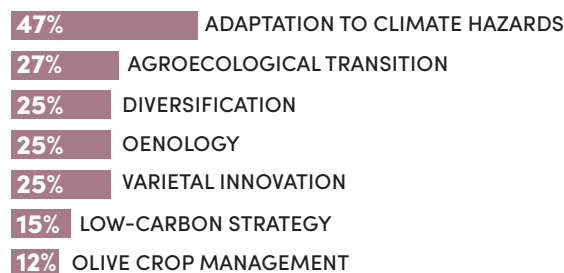 47% ADAPTATION TO CLIMATE HAZARDS
27% AGROECOLOGICAL TRANSITION
25% DIVERSIFICATION
25% OENOLOGY
25% VARIETAL INNOVATION
15% LOW-CARBON STRATEGY
12% OLIVE CROP MANAGEMENT